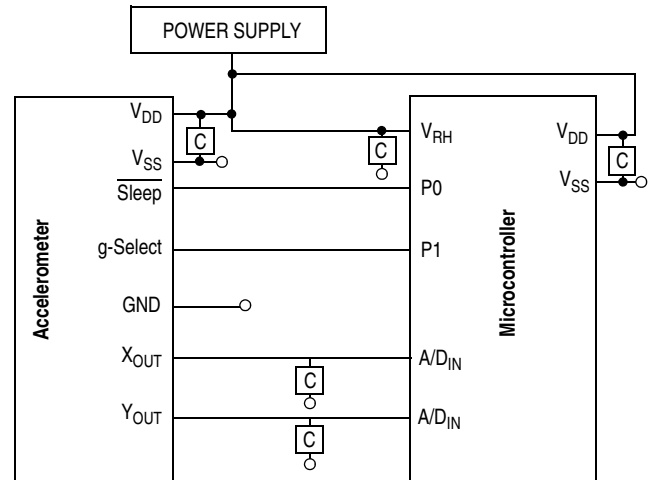 POWER SUPPLY
Accelerometer
V_DD
C
V_SS
Sleep
g-Select
GND
X_OUT
C
Y_OUT
C
Microcontroller
C
V_RH
P0
P1
A/D_IN
A/D_IN
V_DD
C
V_SS